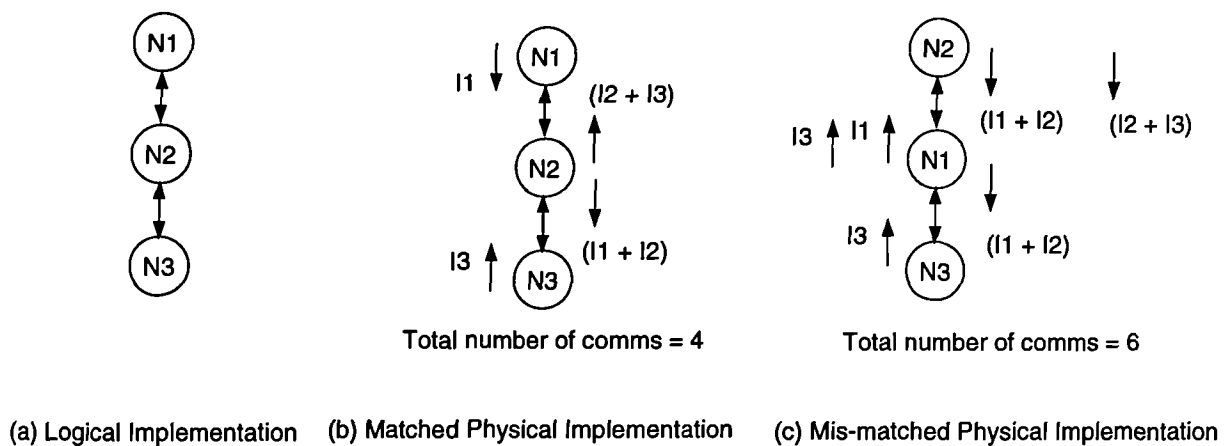 N1
N2
N3
(a) Logical Implementation
N1
I1
(I2 + I3)
N2
(I1 + I2)
I3
N3
Total number of comms = 4
(b) Matched Physical Implementation
N2
(I1 + I2)
(I2 + I3)
I3
I1
N1
I3
(I1 + I2)
N3
Total number of comms = 6
(c) Mis-matched Physical Implementation